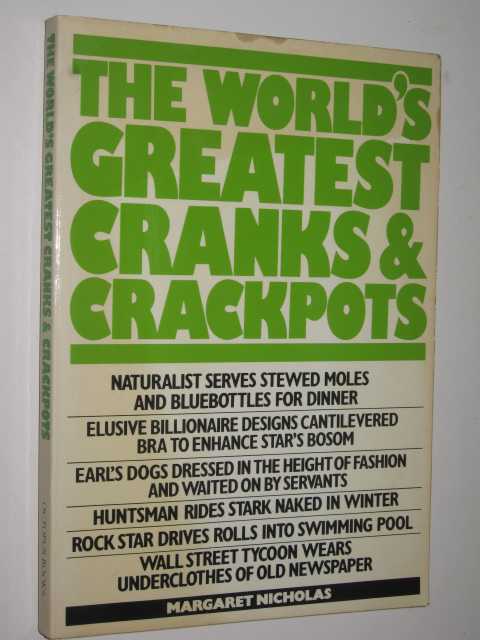 THE WORLD'S
GREATEST
CRANKS &
CRACKPOTS
NATURALIST SERVES STEWED MOLES
AND BLUEBOTTLES FOR DINNER
ELUSIVE BILLIONAIRE DESIGNS CANTILEVERED
BRA TO ENHANCE STAR'S BOSOM
EARL'S DOGS DRESSED IN THE HEIGHT OF FASHION
AND WAITED ON BY SERVANTS
HUNTSMAN RIDES STARK NAKED IN WINTER
ROCK STAR DRIVES ROLLS INTO SWIMMING POOL
WALL STREET TYCOON WEARS
UNDERCLOTHES OF OLD NEWSPAPER
MARGARET NICHOLAS
THE WORLD'S GREATEST CRANKS & CRACKPOTS
OCTOPUS BOOKS